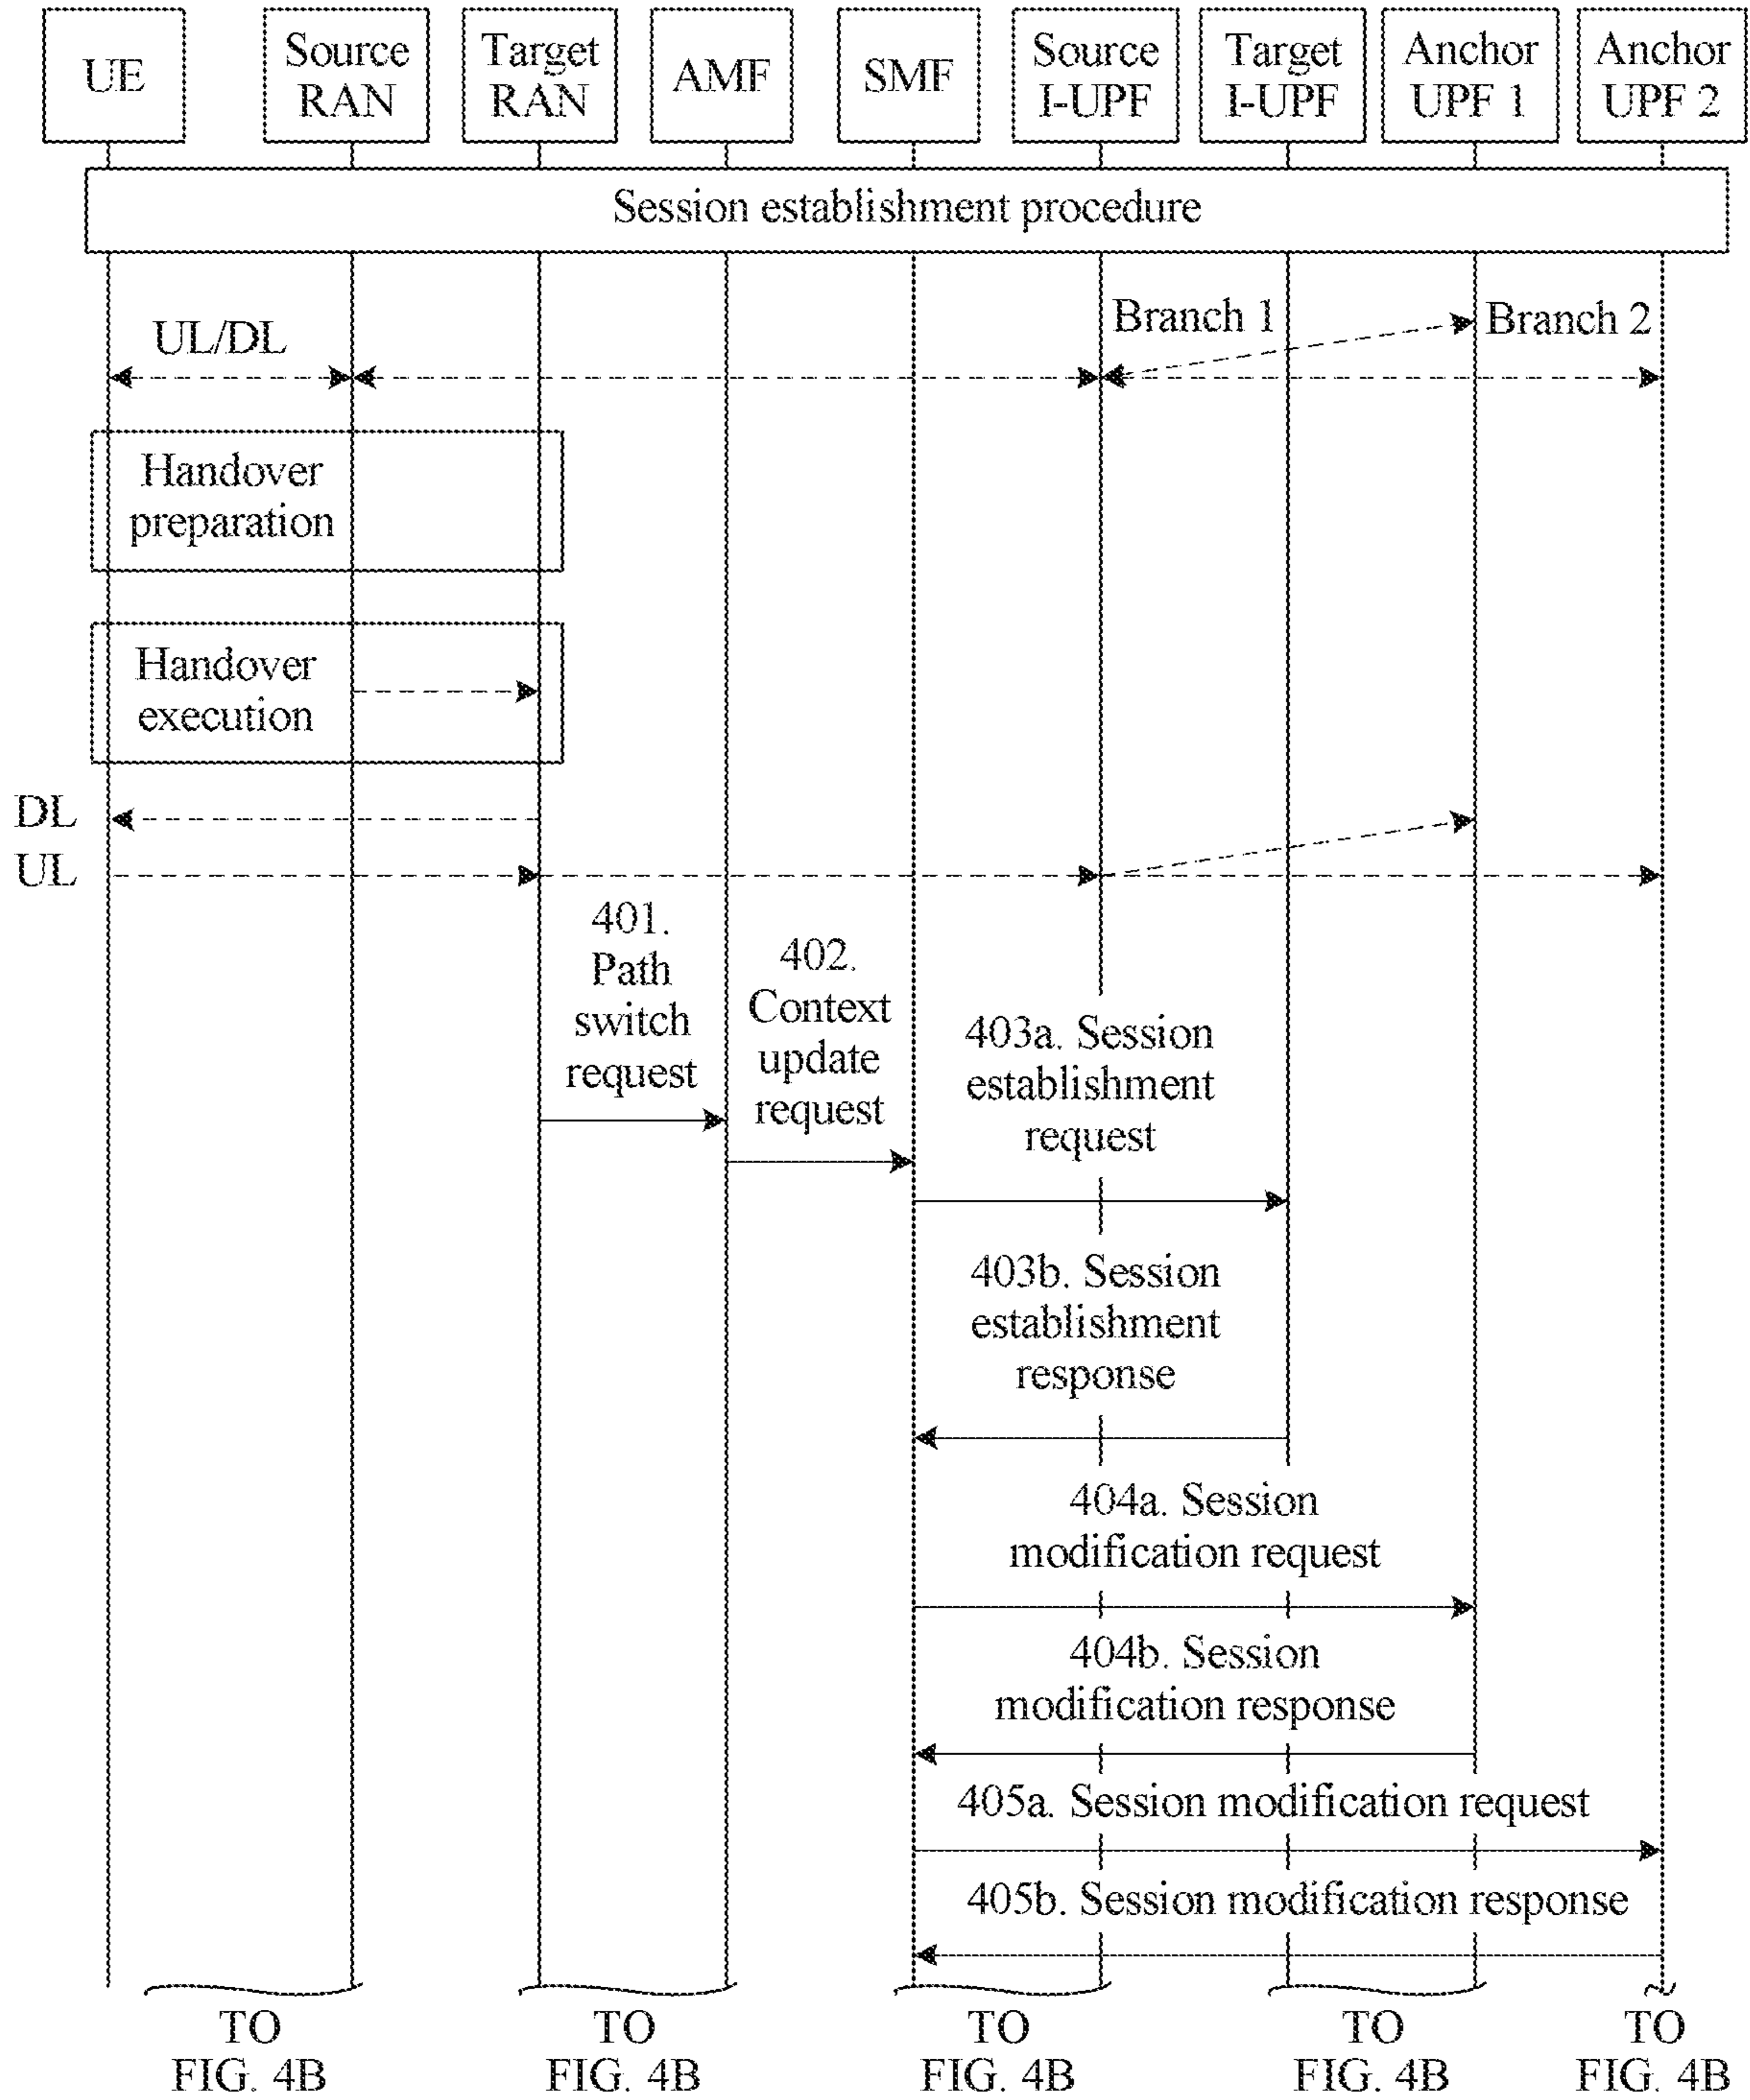 UE
Source
RAN
Target
RAN
AMF
SMF
Source
I-UPF
Target
I-UPF
Anchor
UPF 1
Anchor
UPF 2
Session establishment procedure
UL/DL
Branch 1
Branch 2
Handover
preparation
Handover
execution
DL
UL
401.
Path
switch
request
402.
Context
update
request
403a. Session
establishment
request
403b. Session
establishment
response
404a. Session
modification request
404b. Session
modification response
405a. Session modification request
405b. Session modification response
TO
FIG. 4B
TO
FIG. 4B
TO
FIG. 4B
TO
FIG. 4B
TO
FIG. 4B